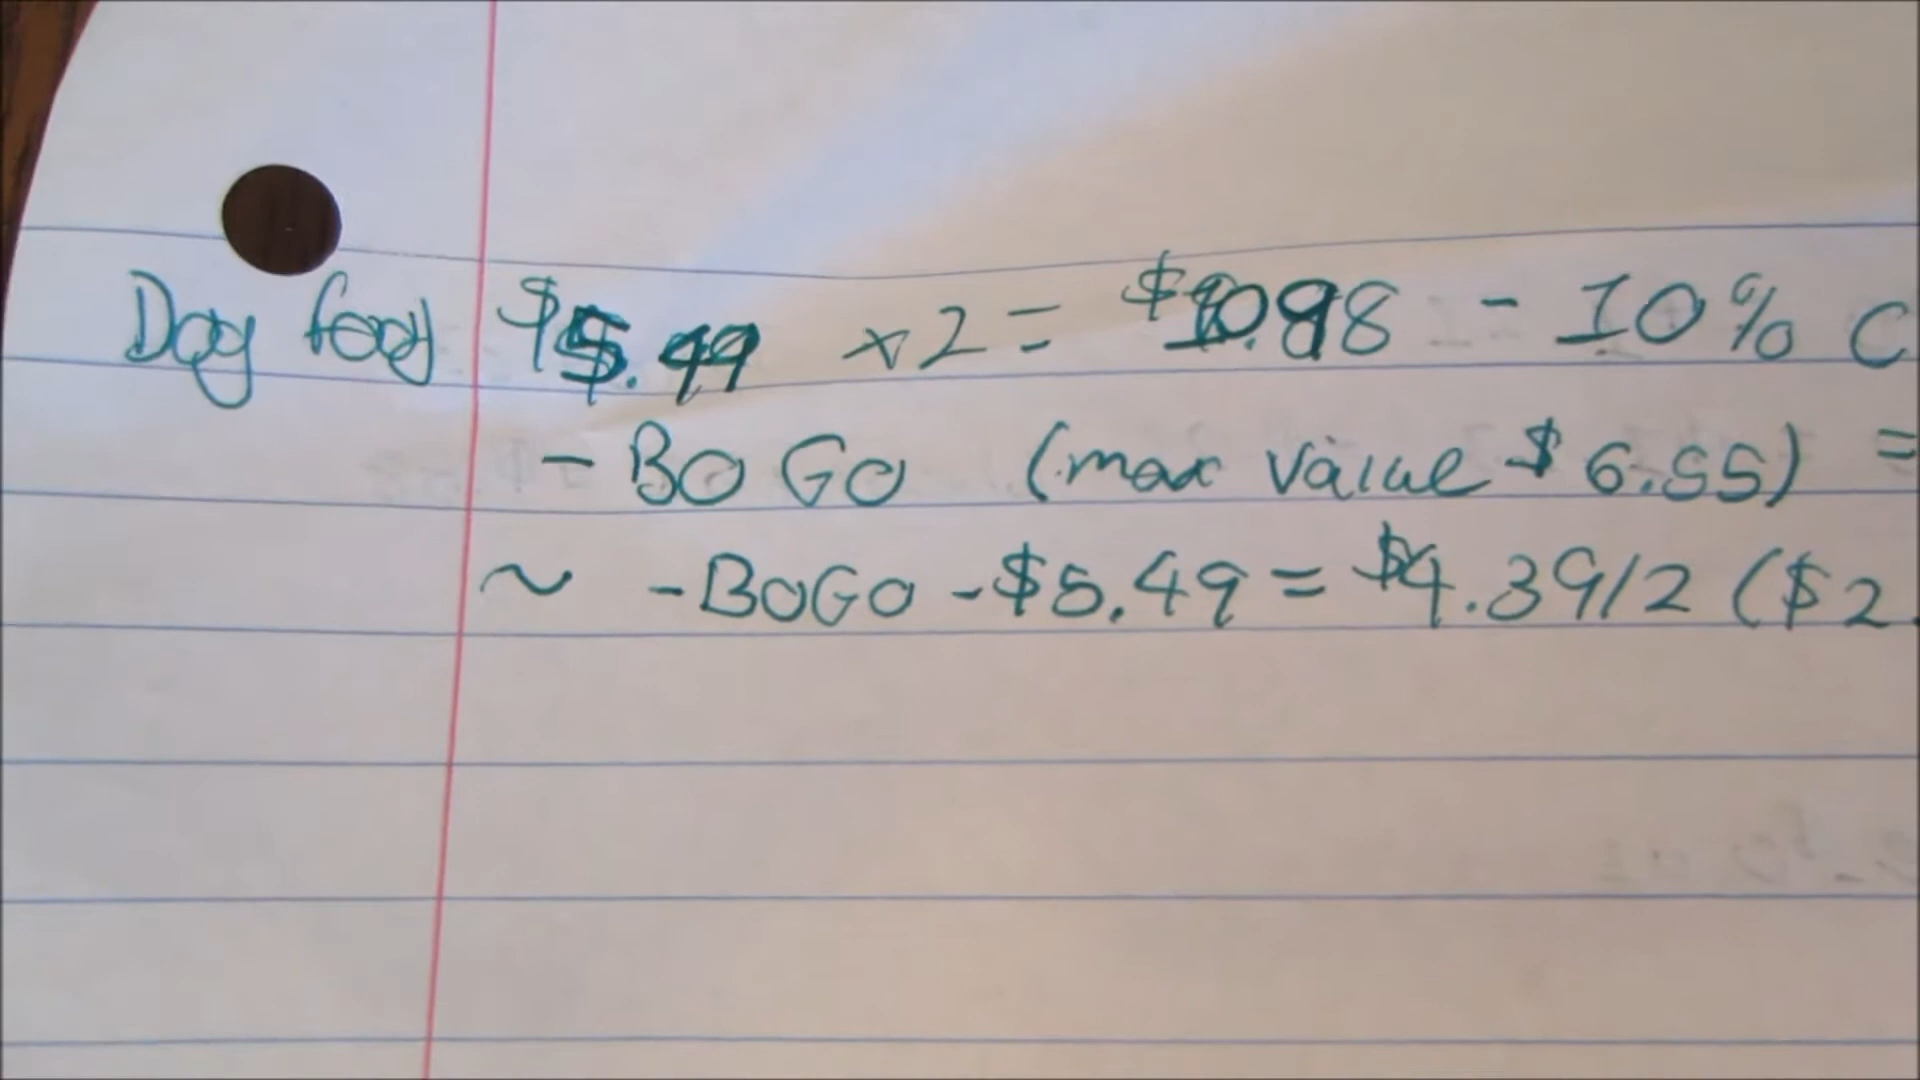 Dog food $5.49 x2 = $10.98 - 10% C
- BOGO (max value $6.55) =
~ -BOGO -$5.49 = $4.39/2 ($2.